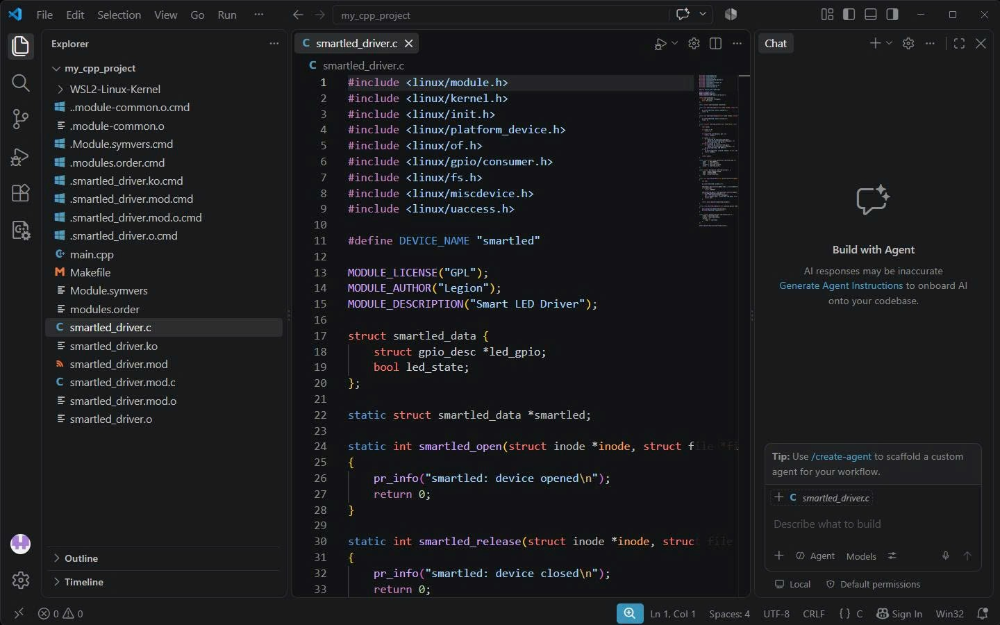 File Edit Selection View Go Run ···
my_cpp_project
Explorer ···
my_cpp_project
WSL2-Linux-Kernel
..module-common.o.cmd
.module-common.o
.Module.symvers.cmd
.modules.order.cmd
.smartled_driver.ko.cmd
.smartled_driver.mod.cmd
.smartled_driver.mod.o.cmd
.smartled_driver.o.cmd
main.cpp
Makefile
Module.symvers
modules.order
smartled_driver.c
smartled_driver.ko
smartled_driver.mod
smartled_driver.mod.c
smartled_driver.mod.o
smartled_driver.o
Outline
Timeline
C smartled_driver.c
C smartled_driver.c
1 #include <linux/module.h>
2 #include <linux/kernel.h>
3 #include <linux/init.h>
4 #include <linux/platform_device.h>
5 #include <linux/of.h>
6 #include <linux/gpio/consumer.h>
7 #include <linux/fs.h>
8 #include <linux/miscdevice.h>
9 #include <linux/uaccess.h>
10
11 #define DEVICE_NAME "smartled"
12
13 MODULE_LICENSE("GPL");
14 MODULE_AUTHOR("Legion");
15 MODULE_DESCRIPTION("Smart LED Driver");
16
17 struct smartled_data {
18 struct gpio_desc *led_gpio;
19 bool led_state;
20 };
21
22 static struct smartled_data *smartled;
23
24 static int smartled_open(struct inode *inode, struct file *fi
25 {
26 pr_info("smartled: device opened\n");
27 return 0;
28 }
29
30 static int smartled_release(struct inode *inode, struct file
31 {
32 pr_info("smartled: device closed\n");
33 return 0;
Chat
Build with Agent
AI responses may be inaccurate
Generate Agent Instructions to onboard AI
onto your codebase.
Tip: Use /create-agent to scaffold a custom
agent for your workflow.
C smartled_driver.c
Describe what to build
Agent Models
Local Default permissions
0 0
Ln 1, Col 1 Spaces: 4 UTF-8 CRLF {} C Sign In Win32